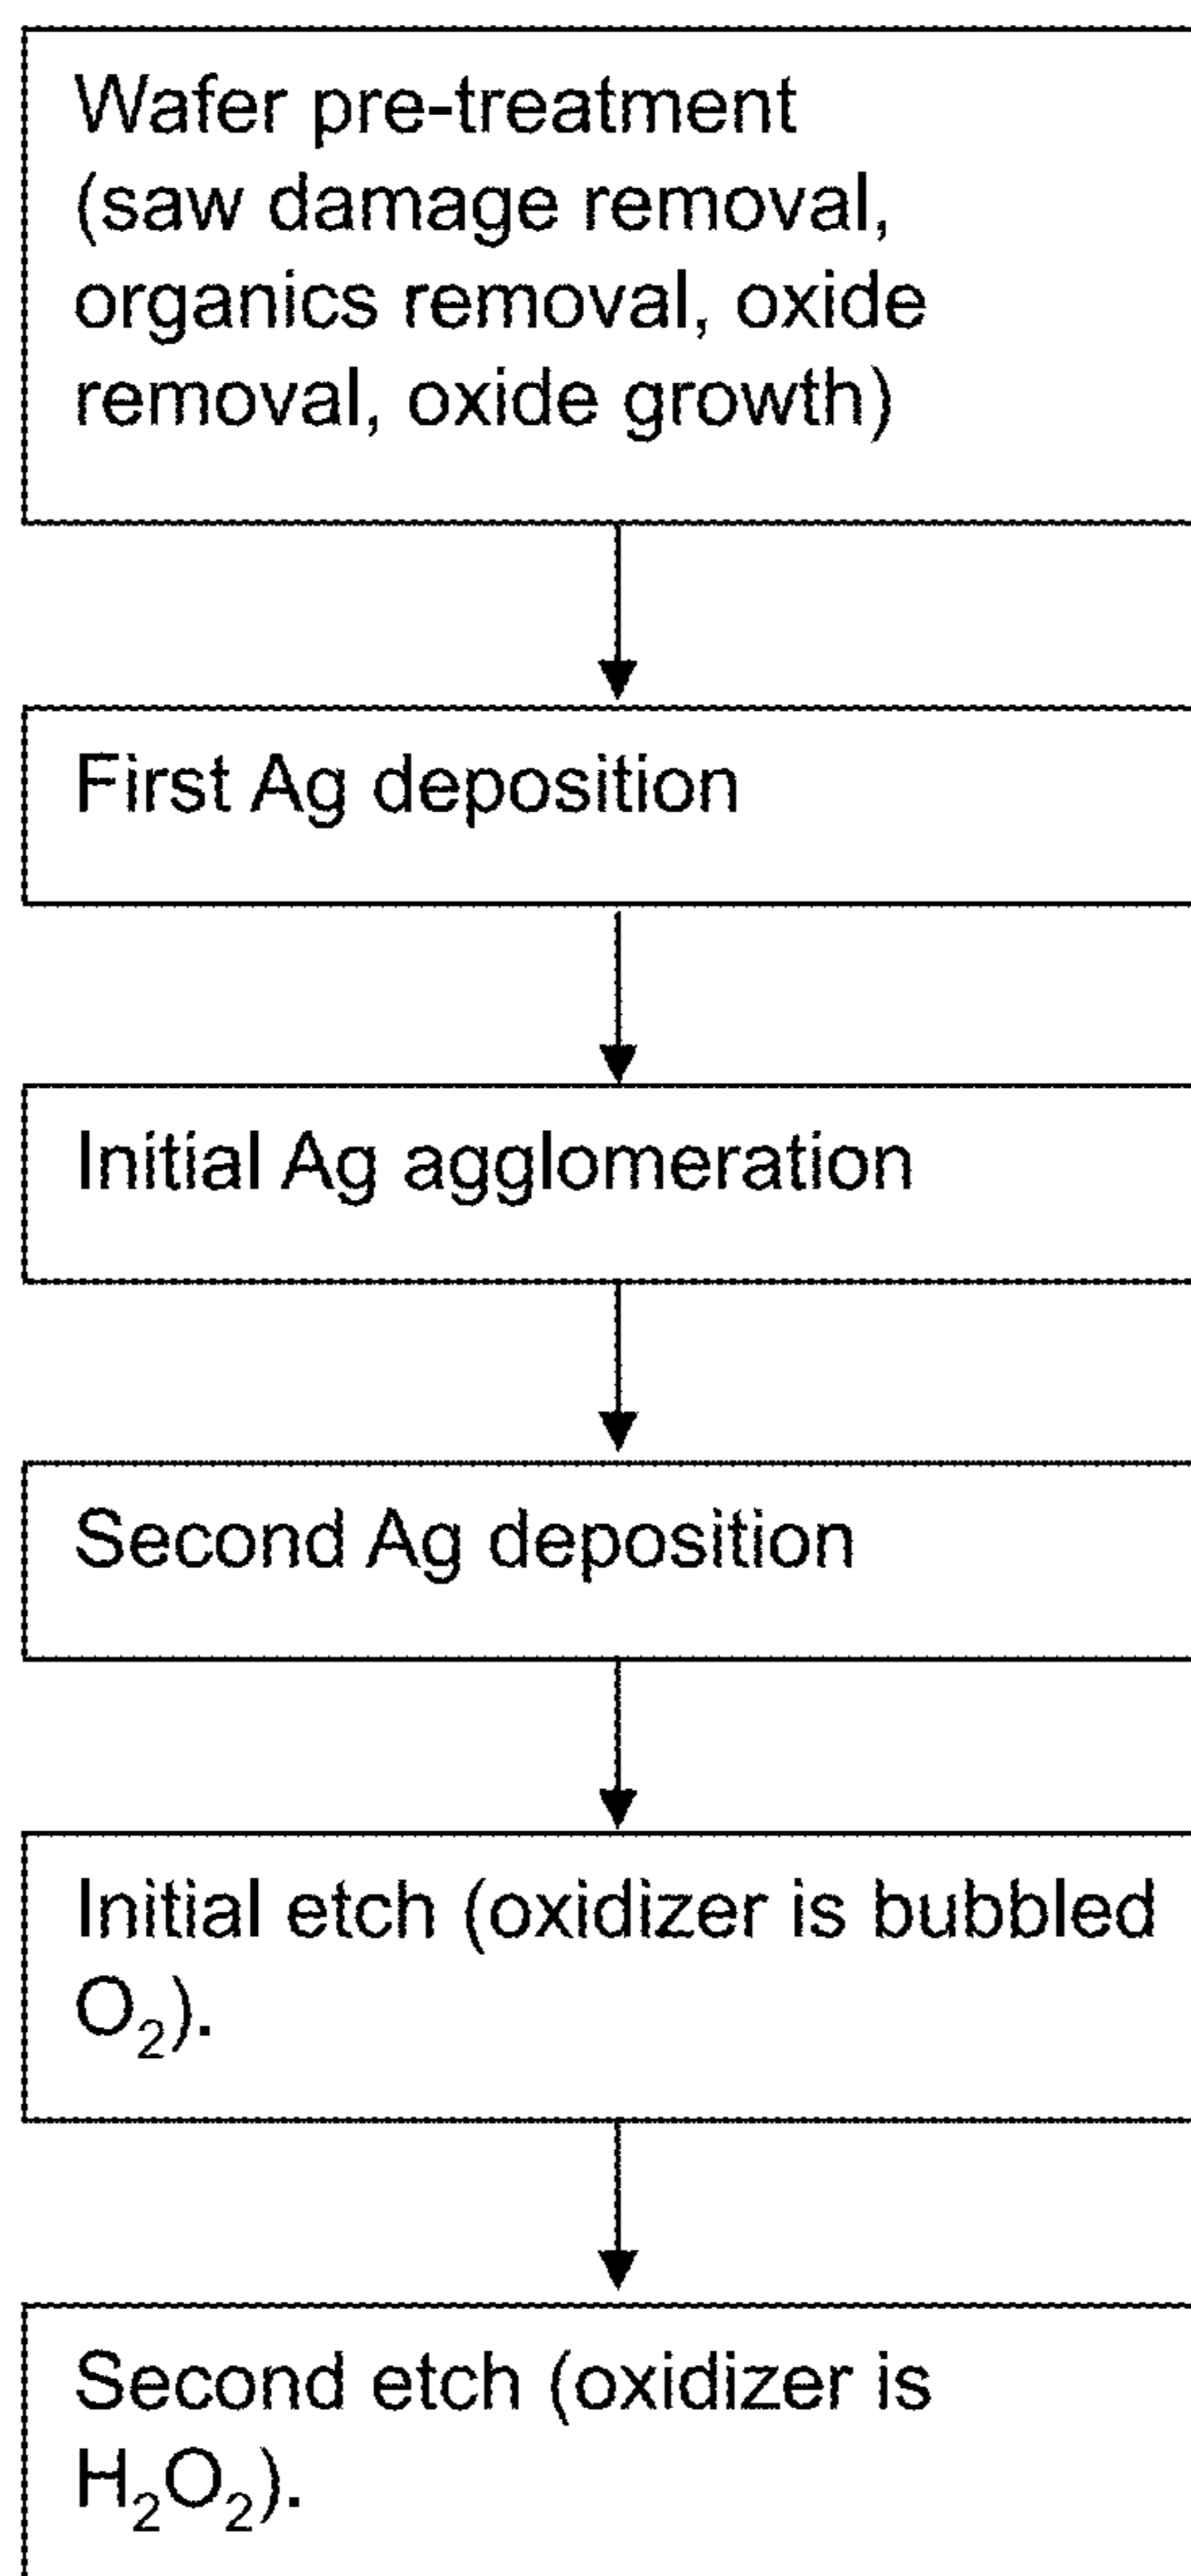 Wafer pre-treatment
(saw damage removal,
organics removal, oxide
removal, oxide growth)
First Ag deposition
Initial Ag agglomeration
Second Ag deposition
Initial etch (oxidizer is bubbled
O₂).
Second etch (oxidizer is
H₂O₂).